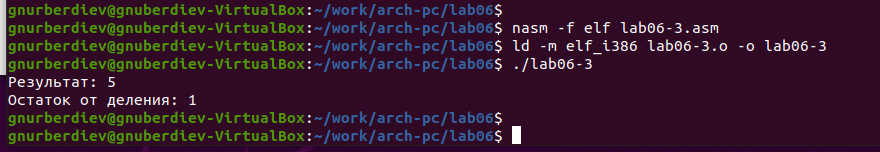 gnurberdiev@gnuberdiev-VirtualBox:~/work/arch-pc/lab06$
gnurberdiev@gnuberdiev-VirtualBox:~/work/arch-pc/lab06$ nasm -f elf lab06-3.asm
gnurberdiev@gnuberdiev-VirtualBox:~/work/arch-pc/lab06$ ld -m elf_i386 lab06-3.o -o lab06-3
gnurberdiev@gnuberdiev-VirtualBox:~/work/arch-pc/lab06$ ./lab06-3
Результат: 5
Остаток от деления: 1
gnurberdiev@gnuberdiev-VirtualBox:~/work/arch-pc/lab06$
gnurberdiev@gnuberdiev-VirtualBox:~/work/arch-pc/lab06$